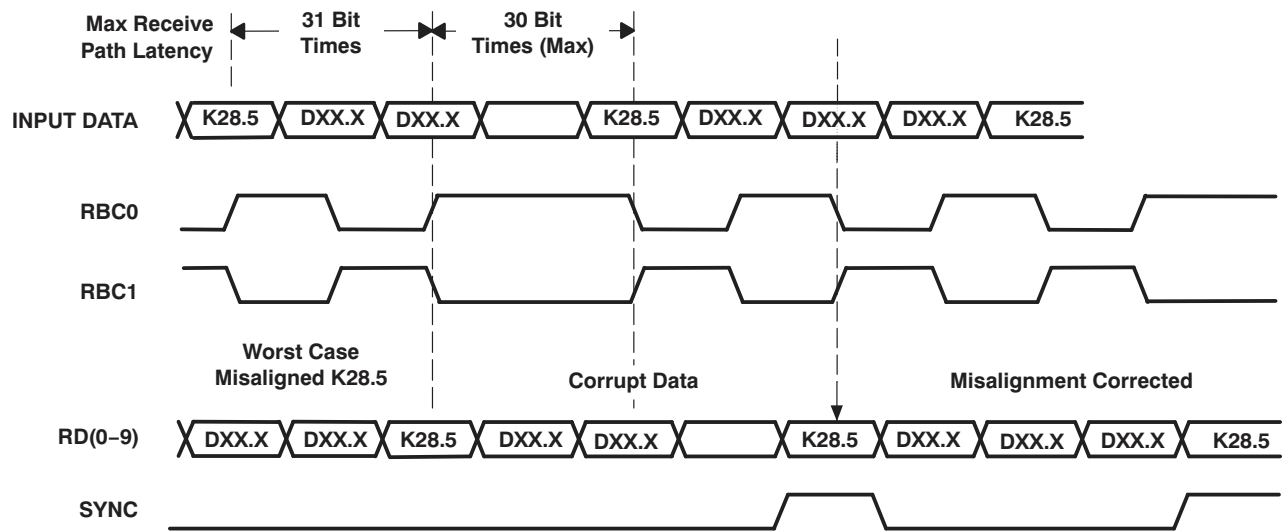 Max Receive
Path Latency
31 Bit
Times
30 Bit
Times (Max)
INPUT DATA
K28.5 DXX.X DXX.X K28.5 DXX.X DXX.X DXX.X K28.5
RBC0
RBC1
Worst Case
Misaligned K28.5
Corrupt Data
Misalignment Corrected
RD(0−9)
DXX.X DXX.X K28.5 DXX.X DXX.X K28.5 DXX.X DXX.X DXX.X K28.5
SYNC